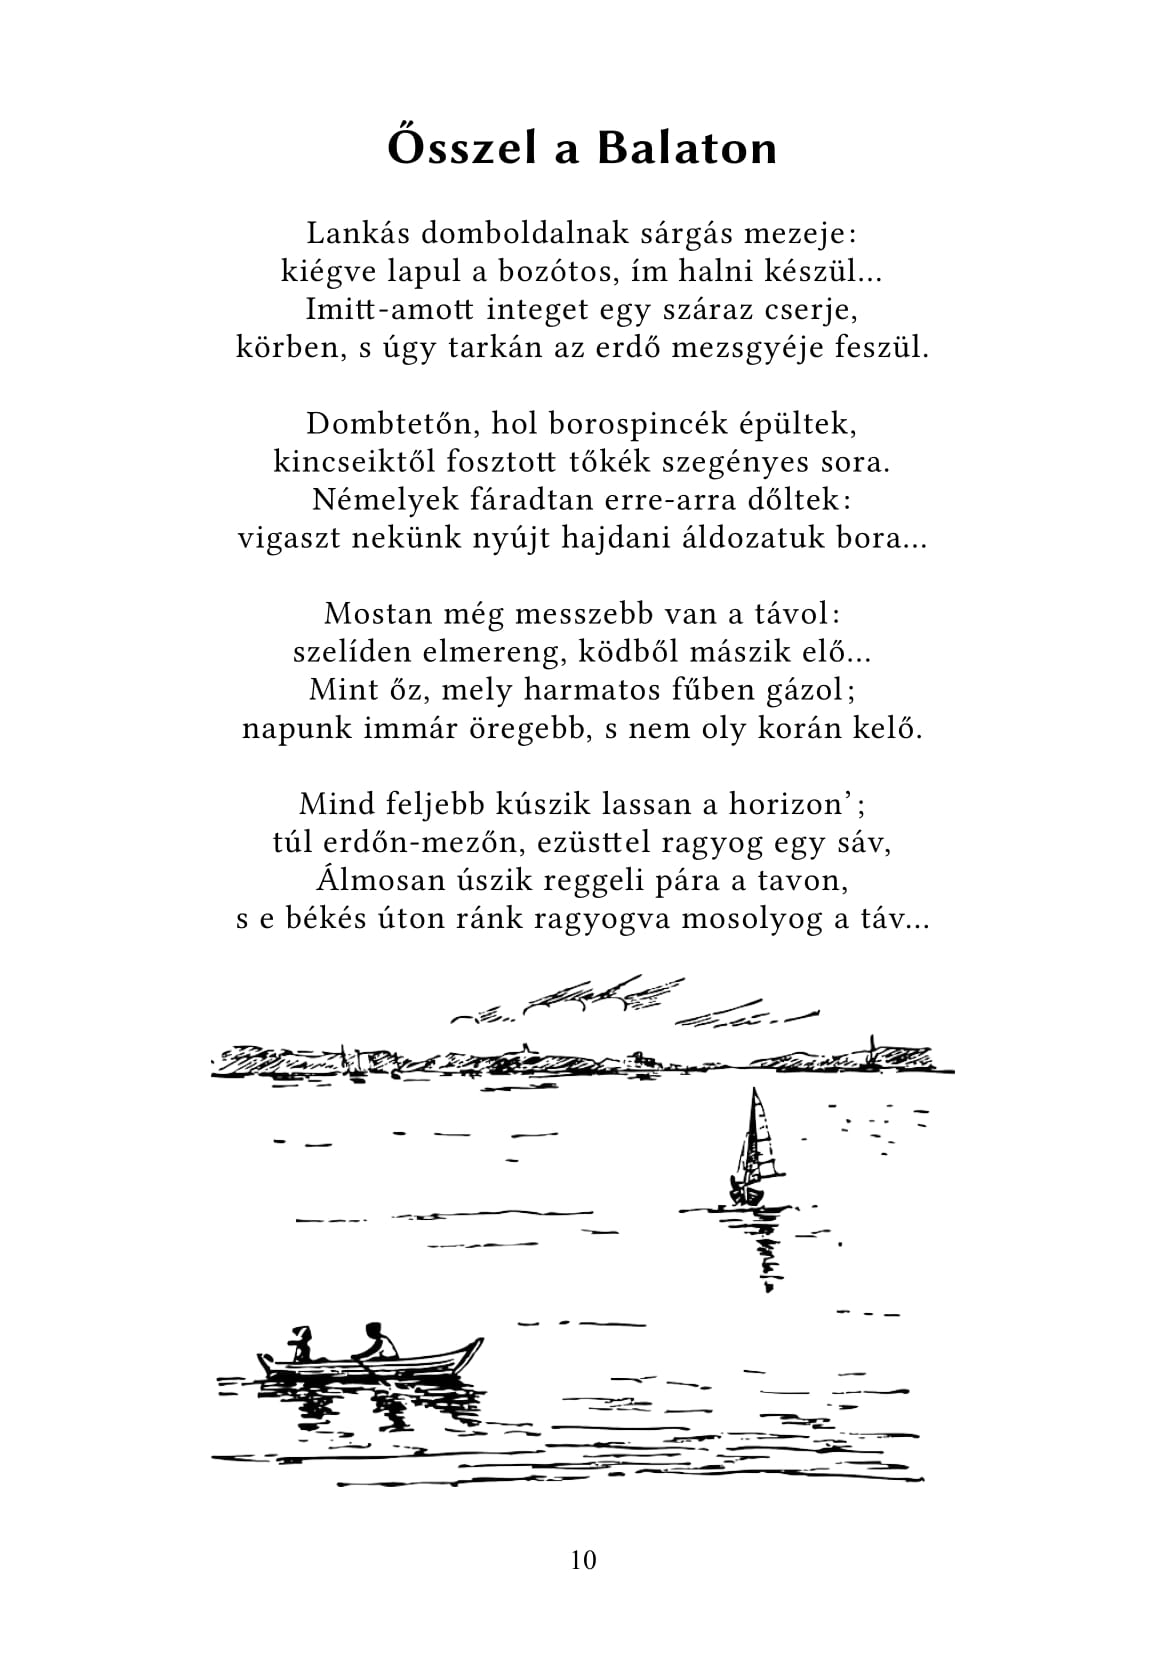 Ősszel a Balaton
Lankás domboldalnak sárgás mezeje:
kiégve lapul a bozótos, ím halni készül...
Imitt-amott integet egy száraz cserje,
körben, s úgy tarkán az erdő mezsgyéje feszül.
Dombtetőn, hol borospincék épültek,
kincseiktől fosztott tőkék szegényes sora.
Némelyek fáradtan erre-arra dőltek:
vigaszt nekünk nyújt hajdani áldozatuk bora...
Mostan még messzebb van a távol:
szelíden elmereng, ködből mászik elő...
Mint őz, mely harmatos fűben gázol;
napunk immár öregebb, s nem oly korán kelő.
Mind feljebb kúszik lassan a horizon’;
túl erdőn-mezőn, ezüsttel ragyog egy sáv,
Álmosan úszik reggeli pára a tavon,
s e békés úton ránk ragyogva mosolyog a táv...
10